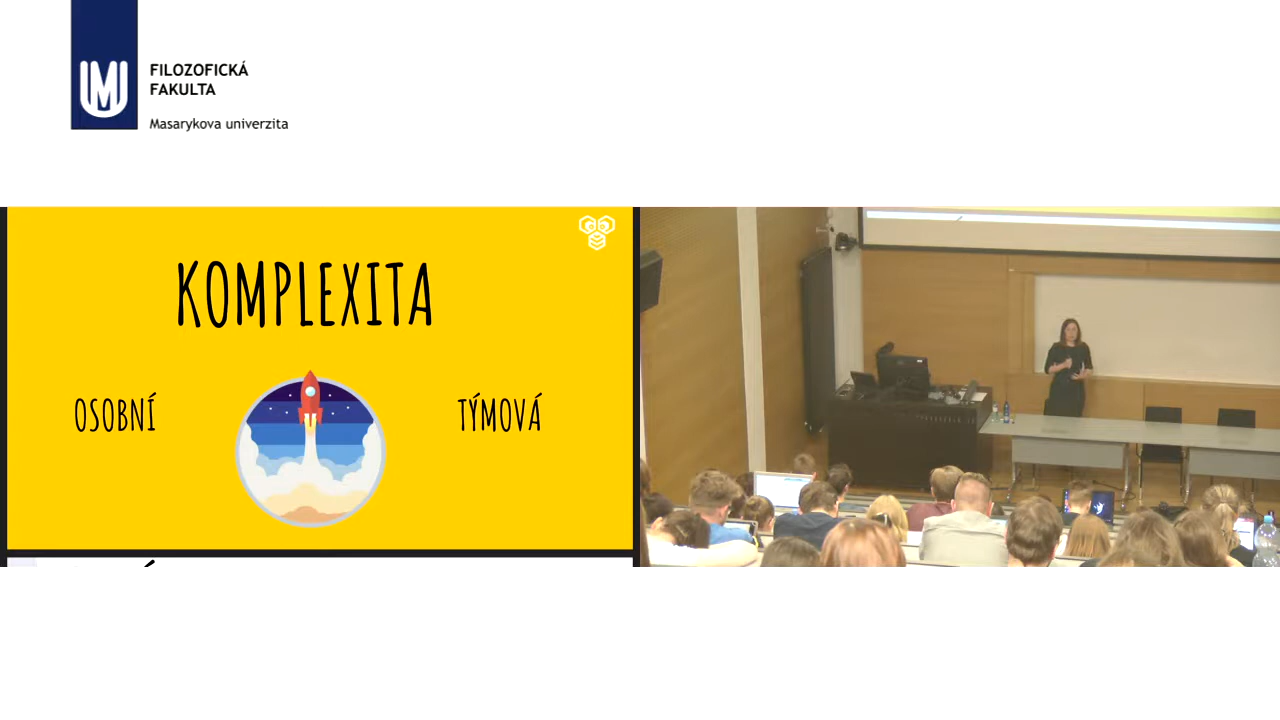 FILOZOFICKÁ
FAKULTA
Masarykova univerzita
KOMPLEXITA
OSOBNÍ
TÝMOVÁ